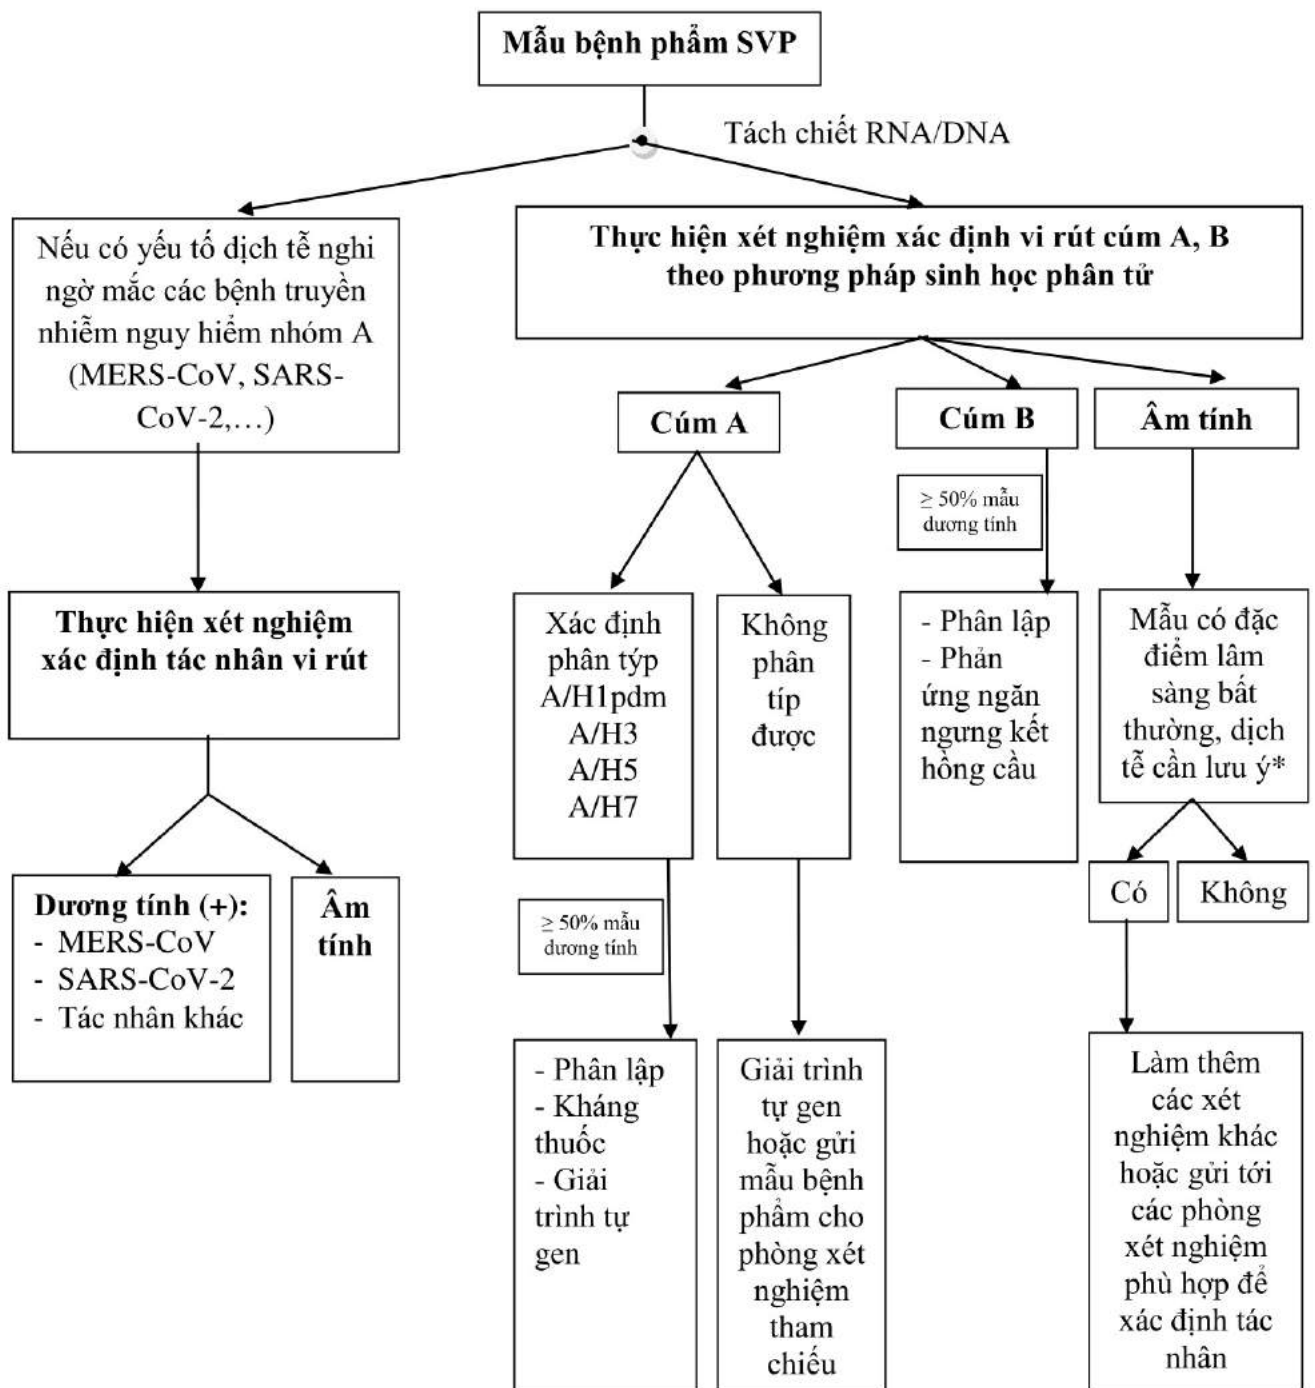 Mẫu bệnh phẩm SVP
Tách chiết RNA/DNA
Nếu có yếu tố dịch tễ nghi
ngờ mắc các bệnh truyền
nhiễm nguy hiểm nhóm A
(MERS-CoV, SARS-
CoV-2,…)
Thực hiện xét nghiệm xác định vi rút cúm A, B
theo phương pháp sinh học phân tử
Cúm A
Cúm B
Âm tính
≥ 50% mẫu
dương tính
Thực hiện xét nghiệm
xác định tác nhân vi rút
Xác định
phân týp
A/H1pdm
A/H3
A/H5
A/H7
Không
phân
típ
được
- Phân lập
- Phản
ứng ngăn
ngưng kết
hồng cầu
Mẫu có đặc
điểm lâm
sàng bất
thường, dịch
tễ cần lưu ý*
Có
Không
Dương tính (+):
- MERS-CoV
- SARS-CoV-2
- Tác nhân khác
Âm
tính
≥ 50% mẫu
dương tính
- Phân lập
- Kháng
thuốc
- Giải
trình tự
gen
Giải trình
tự gen
hoặc gửi
mẫu bệnh
phẩm cho
phòng xét
nghiệm
tham
chiếu
Làm thêm
các xét
nghiệm khác
hoặc gửi tới
các phòng
xét nghiệm
phù hợp để
xác định tác
nhân